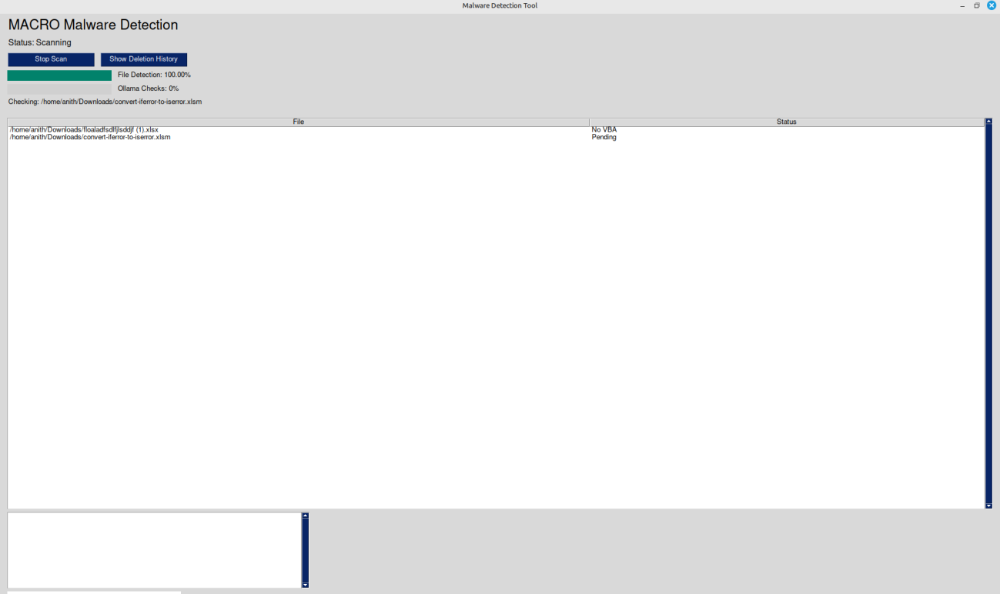 Malware Detection Tool
MACRO Malware Detection
Status: Scanning
Stop Scan Show Deletion History
File Detection: 100.00%
Ollama Checks: 0%
Checking: /home/anith/Downloads/convert-iferror-to-iserror.xlsm
File Status
/home/anith/Downloads/floaladfsdlfjlsddjf (1).xlsx No VBA
/home/anith/Downloads/convert-iferror-to-iserror.xlsm Pending